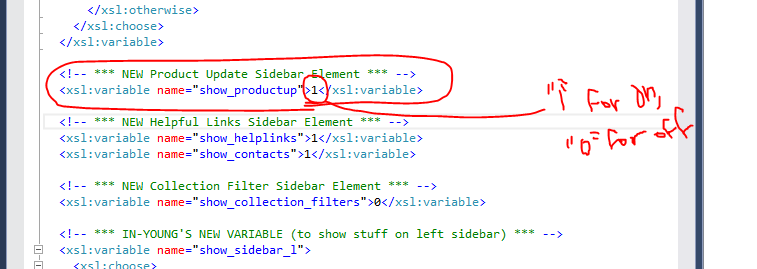 </xsl:otherwise>
</xsl:choose>
</xsl:variable>
<!-- *** NEW Product Update Sidebar Element *** -->
<xsl:variable name="show_productup">1</xsl:variable>
"1" For ON,
"0" For off
<!-- *** NEW Helpful Links Sidebar Element *** -->
<xsl:variable name="show_helplinks">1</xsl:variable>
<xsl:variable name="show_contacts">1</xsl:variable>
<!-- *** NEW Collection Filter Sidebar Element *** -->
<xsl:variable name="show_collection_filters">0</xsl:variable>
<!-- *** IN-YOUNG'S NEW VARIABLE (to show stuff on left sidebar) *** -->
<xsl:variable name="show_sidebar_l">
<xsl:choose>